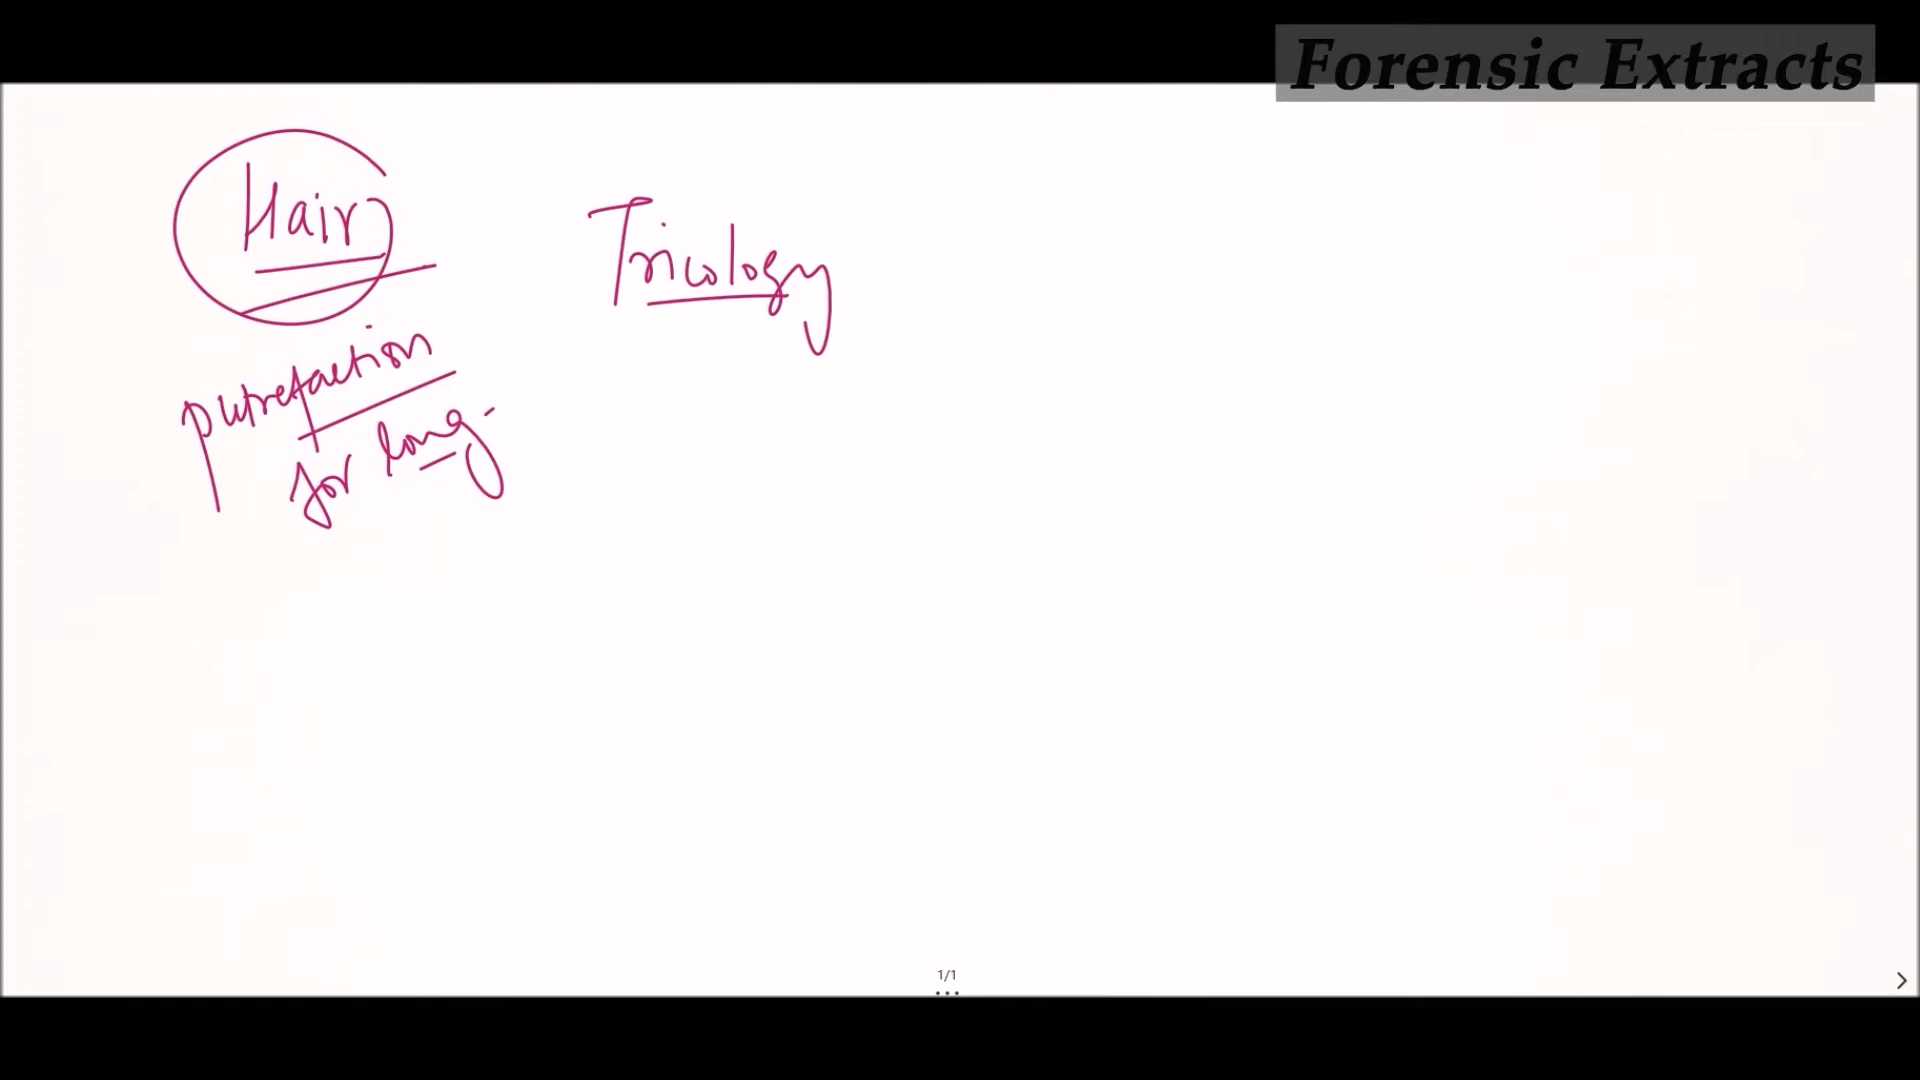 Forensic Extracts
Hair
Tricology
putrefaction
for long
1/1